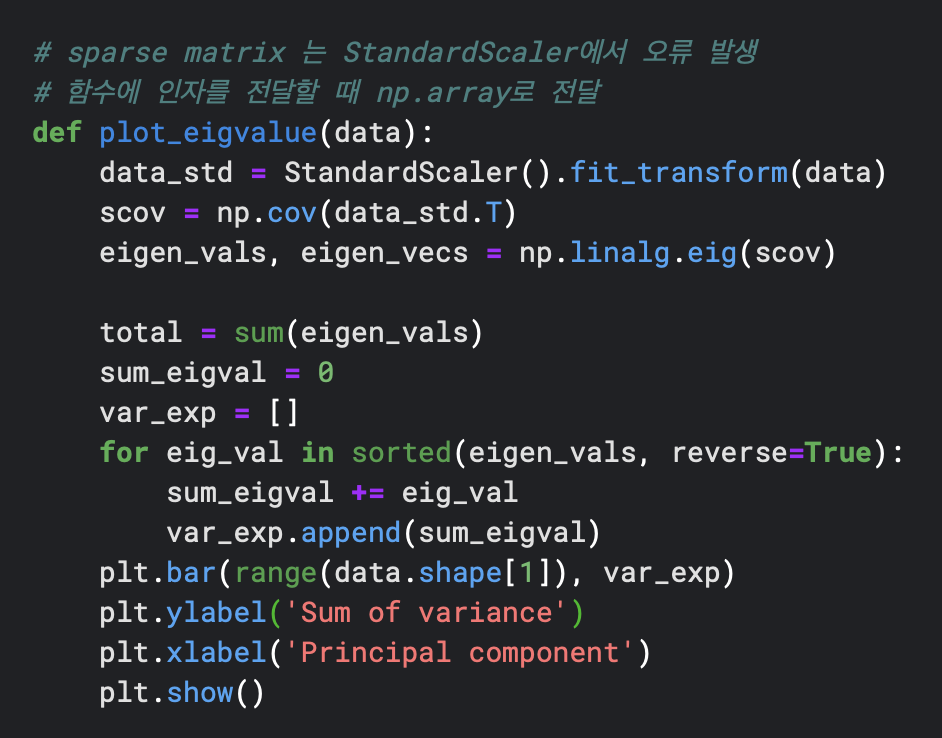 # sparse matrix 는 StandardScaler에서 오류 발생
# 함수에 인자를 전달할 때 np.array로 전달
def plot_eigvalue(data):
    data_std = StandardScaler().fit_transform(data)
    scov = np.cov(data_std.T)
    eigen_vals, eigen_vecs = np.linalg.eig(scov)

    total = sum(eigen_vals)
    sum_eigval = 0
    var_exp = []
    for eig_val in sorted(eigen_vals, reverse=True):
        sum_eigval += eig_val
        var_exp.append(sum_eigval)
    plt.bar(range(data.shape[1]), var_exp)
    plt.ylabel('Sum of variance')
    plt.xlabel('Principal component')
    plt.show()